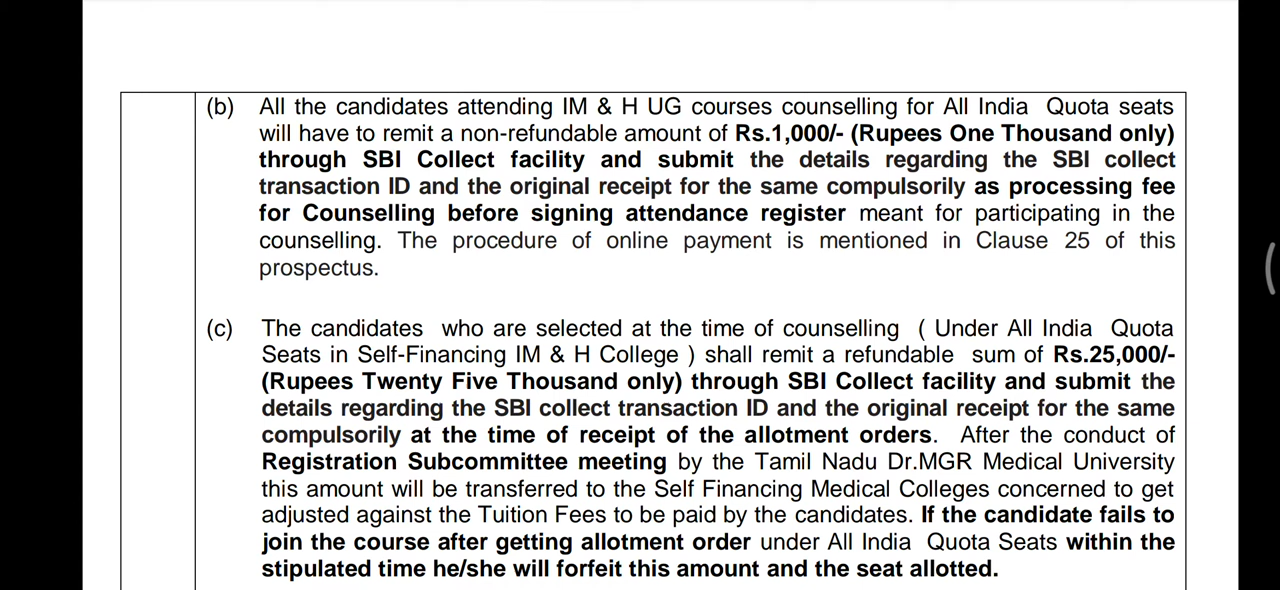 (b) All the candidates attending IM & H UG courses counselling for All India Quota seats
will have to remit a non-refundable amount of Rs.1,000/- (Rupees One Thousand only)
through SBI Collect facility and submit the details regarding the SBI collect
transaction ID and the original receipt for the same compulsorily as processing fee
for Counselling before signing attendance register meant for participating in the
counselling. The procedure of online payment is mentioned in Clause 25 of this
prospectus.
(c) The candidates who are selected at the time of counselling ( Under All India Quota
Seats in Self-Financing IM & H College ) shall remit a refundable sum of Rs.25,000/-
(Rupees Twenty Five Thousand only) through SBI Collect facility and submit the
details regarding the SBI collect transaction ID and the original receipt for the same
compulsorily at the time of receipt of the allotment orders. After the conduct of
Registration Subcommittee meeting by the Tamil Nadu Dr.MGR Medical University
this amount will be transferred to the Self Financing Medical Colleges concerned to get
adjusted against the Tuition Fees to be paid by the candidates. If the candidate fails to
join the course after getting allotment order under All India Quota Seats within the
stipulated time he/she will forfeit this amount and the seat allotted.